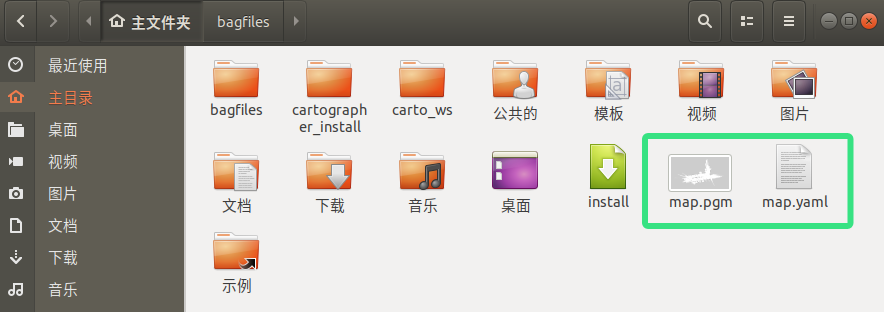 主文件夹
bagfiles
最近使用
主目录
桌面
视频
图片
文档
下载
音乐
bagfiles
cartograph
er_install
carto_ws
公共的
模板
视频
图片
文档
下载
音乐
桌面
install
map.pgm
map.yaml
示例